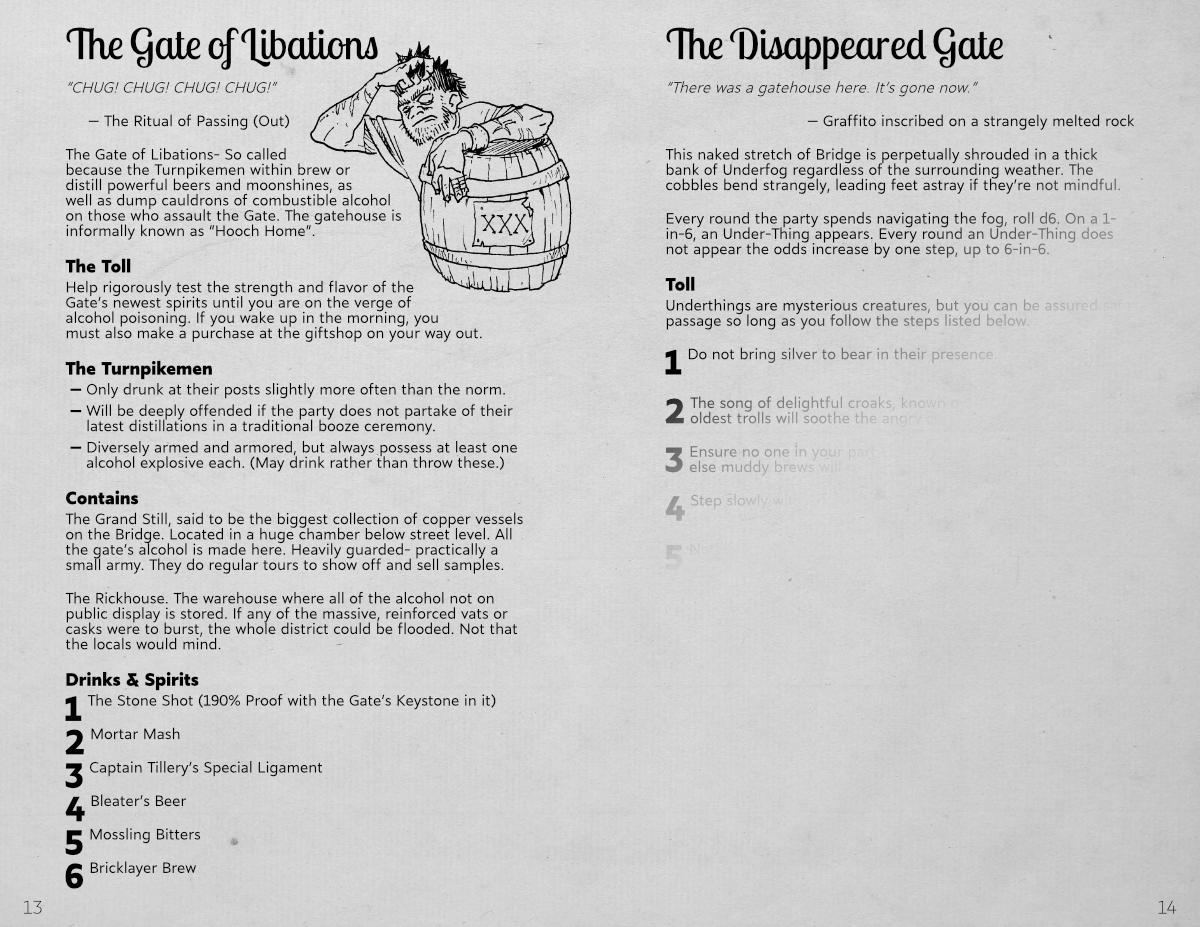 The Gate of Libations
"CHUG! CHUG! CHUG! CHUG!"
— The Ritual of Passing (Out)
The Gate of Libations- So called
because the Turnpikemen within brew or
distill powerful beers and moonshines, as
well as dump cauldrons of combustible alcohol
on those who assault the Gate. The gatehouse is
informally known as "Hooch Home".
XXX
The Toll
Help rigorously test the strength and flavor of the
Gate's newest spirits until you are on the verge of
alcohol poisoning. If you wake up in the morning, you
must also make a purchase at the giftshop on your way out.
The Turnpikemen
— Only drunk at their posts slightly more often than the norm.
— Will be deeply offended if the party does not partake of their
latest distillations in a traditional booze ceremony.
— Diversely armed and armored, but always possess at least one
alcohol explosive each. (May drink rather than throw these.)
Contains
The Grand Still, said to be the biggest collection of copper vessels
on the Bridge. Located in a huge chamber below street level. All
the gate's alcohol is made here. Heavily guarded- practically a
small army. They do regular tours to show off and sell samples.
The Rickhouse. The warehouse where all of the alcohol not on
public display is stored. If any of the massive, reinforced vats or
casks were to burst, the whole district could be flooded. Not that
the locals would mind.
Drinks & Spirits
1 The Stone Shot (190% Proof with the Gate's Keystone in it)
2 Mortar Mash
3 Captain Tillery's Special Ligament
4 Bleater's Beer
5 Mossling Bitters
6 Bricklayer Brew
13
The Disappeared Gate
"There was a gatehouse here. It's gone now."
— Graffito inscribed on a strangely melted rock
This naked stretch of Bridge is perpetually shrouded in a thick
bank of Underfog regardless of the surrounding weather. The
cobbles bend strangely, leading feet astray if they're not mindful.
Every round the party spends navigating the fog, roll d6. On a 1-
in-6, an Under-Thing appears. Every round an Under-Thing does
not appear the odds increase by one step, up to 6-in-6.
Toll
Underthings are mysterious creatures, but you can be assured safe
passage so long as you follow the steps listed below.
1 Do not bring silver to bear in their presence.
2 The song of delightful croaks, known
oldest trolls will soothe the angry
3 Ensure no one in your
else muddy brews will
4 Step slowly
5
14